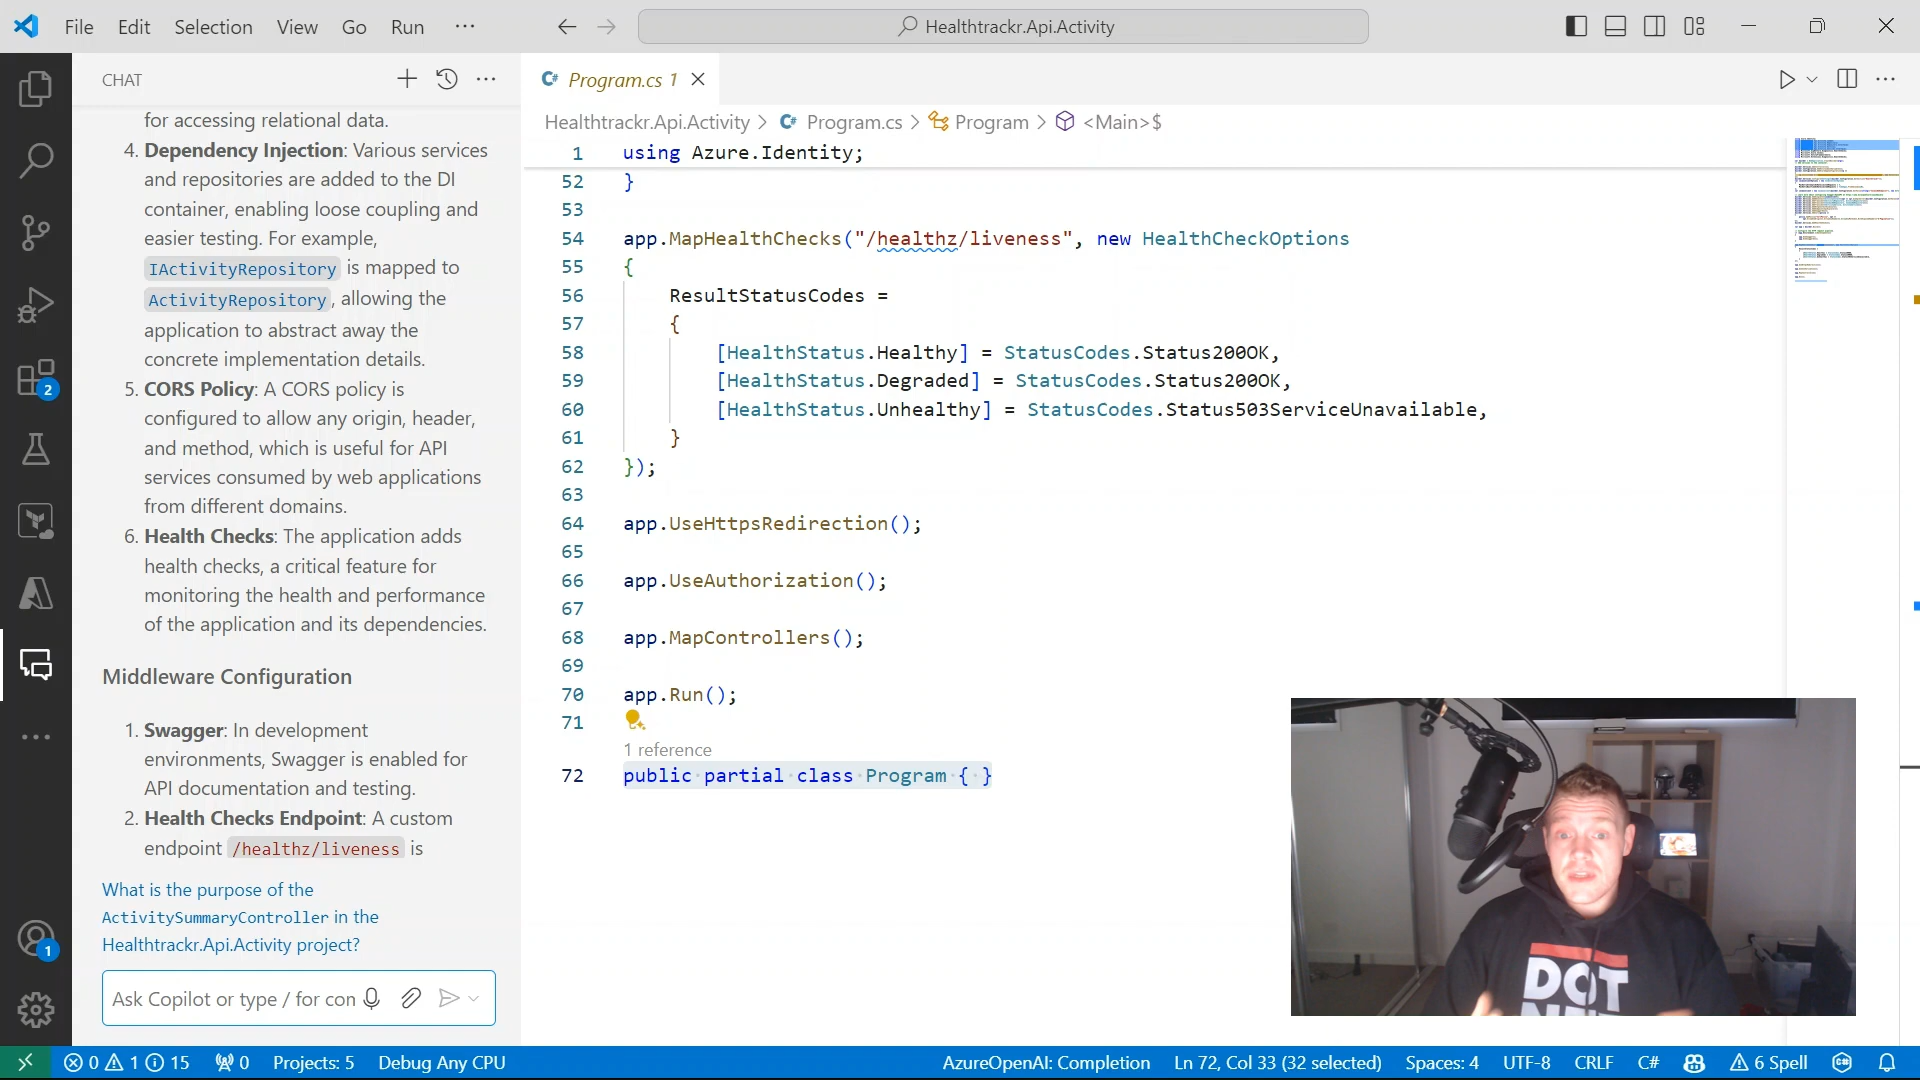 File Edit Selection View Go Run ···
Healthtrackr.Api.Activity
CHAT
for accessing relational data.
4. Dependency Injection: Various services
and repositories are added to the DI
container, enabling loose coupling and
easier testing. For example,
IActivityRepository is mapped to
ActivityRepository, allowing the
application to abstract away the
concrete implementation details.
5. CORS Policy: A CORS policy is
configured to allow any origin, header,
and method, which is useful for API
services consumed by web applications
from different domains.
6. Health Checks: The application adds
health checks, a critical feature for
monitoring the health and performance
of the application and its dependencies.
Middleware Configuration
1. Swagger: In development
environments, Swagger is enabled for
API documentation and testing.
2. Health Checks Endpoint: A custom
endpoint /healthz/liveness is
What is the purpose of the
ActivitySummaryController in the
Healthtrackr.Api.Activity project?
Ask Copilot or type / for con
2
1
Program.cs 1
Healthtrackr.Api.Activity > Program.cs > Program > <Main>$
1 using Azure.Identity;
52 }
53
54 app.MapHealthChecks("/healthz/liveness", new HealthCheckOptions
55 {
56 ResultStatusCodes =
57 {
58 [HealthStatus.Healthy] = StatusCodes.Status200OK,
59 [HealthStatus.Degraded] = StatusCodes.Status200OK,
60 [HealthStatus.Unhealthy] = StatusCodes.Status503ServiceUnavailable,
61 }
62 });
63
64 app.UseHttpsRedirection();
65
66 app.UseAuthorization();
67
68 app.MapControllers();
69
70 app.Run();
71
1 reference
72 public partial class Program { }
DOT
0 1 15 0 Projects: 5 Debug Any CPU AzureOpenAI: Completion Ln 72, Col 33 (32 selected) Spaces: 4 UTF-8 CRLF C# 6 Spell